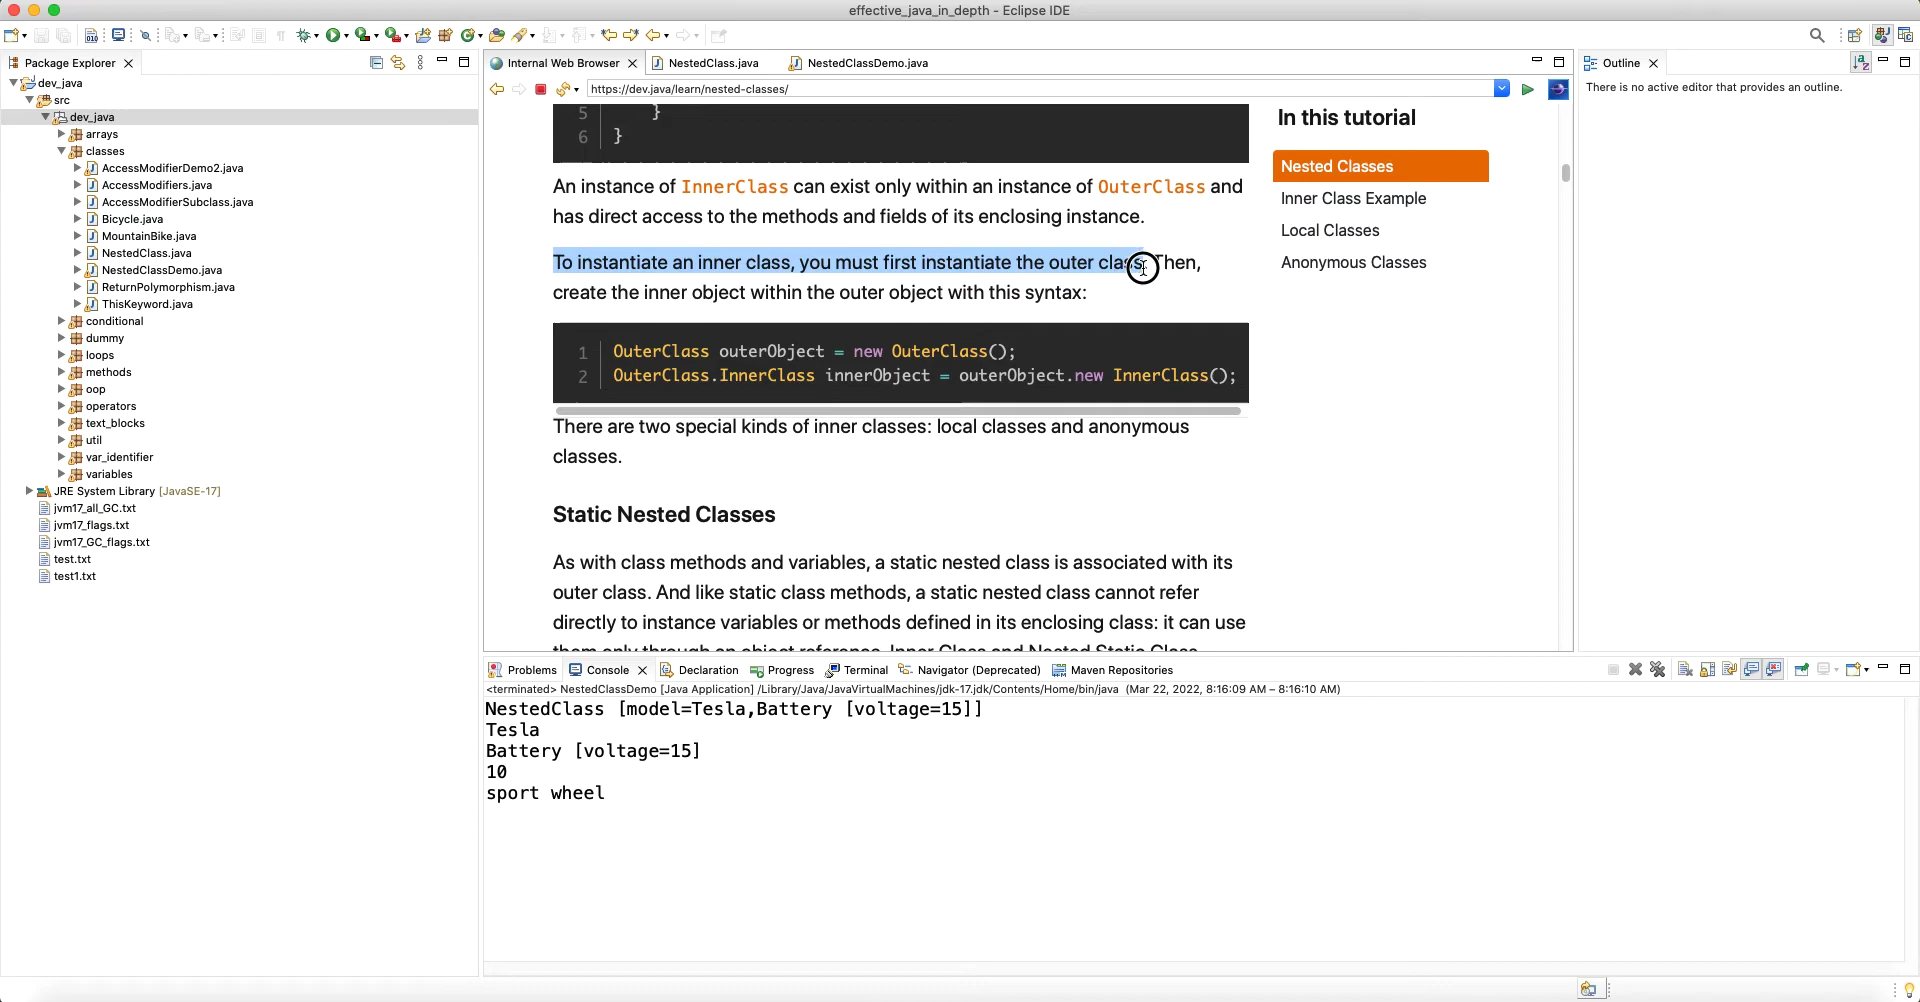 effective_java_in_depth - Eclipse IDE
Package Explorer
dev_java
src
dev_java
arrays
classes
AccessModifierDemo2.java
AccessModifiers.java
AccessModifierSubclass.java
Bicycle.java
MountainBike.java
NestedClass.java
NestedClassDemo.java
ReturnPolymorphism.java
ThisKeyword.java
conditional
dummy
loops
methods
oop
operators
text_blocks
util
var_identifier
variables
JRE System Library [JavaSE-17]
jvm17_all_GC.txt
jvm17_flags.txt
jvm17_GC_flags.txt
test.txt
test1.txt
Internal Web Browser NestedClass.java NestedClassDemo.java
https://dev.java/learn/nested-classes/
5 }
6 }
An instance of InnerClass can exist only within an instance of OuterClass and
has direct access to the methods and fields of its enclosing instance.
To instantiate an inner class, you must first instantiate the outer class. Then,
create the inner object within the outer object with this syntax:
1 OuterClass outerObject = new OuterClass();
2 OuterClass.InnerClass innerObject = outerObject.new InnerClass();
There are two special kinds of inner classes: local classes and anonymous
classes.
Static Nested Classes
As with class methods and variables, a static nested class is associated with its
outer class. And like static class methods, a static nested class cannot refer
directly to instance variables or methods defined in its enclosing class: it can use
them only through an object reference. Inner Class and Nested Static Class
In this tutorial
Nested Classes
Inner Class Example
Local Classes
Anonymous Classes
Outline
There is no active editor that provides an outline.
Problems Console Declaration Progress Terminal Navigator (Deprecated) Maven Repositories
<terminated> NestedClassDemo [Java Application] /Library/Java/JavaVirtualMachines/jdk-17.jdk/Contents/Home/bin/java (Mar 22, 2022, 8:16:09 AM – 8:16:10 AM)
NestedClass [model=Tesla,Battery [voltage=15]]
Tesla
Battery [voltage=15]
10
sport wheel